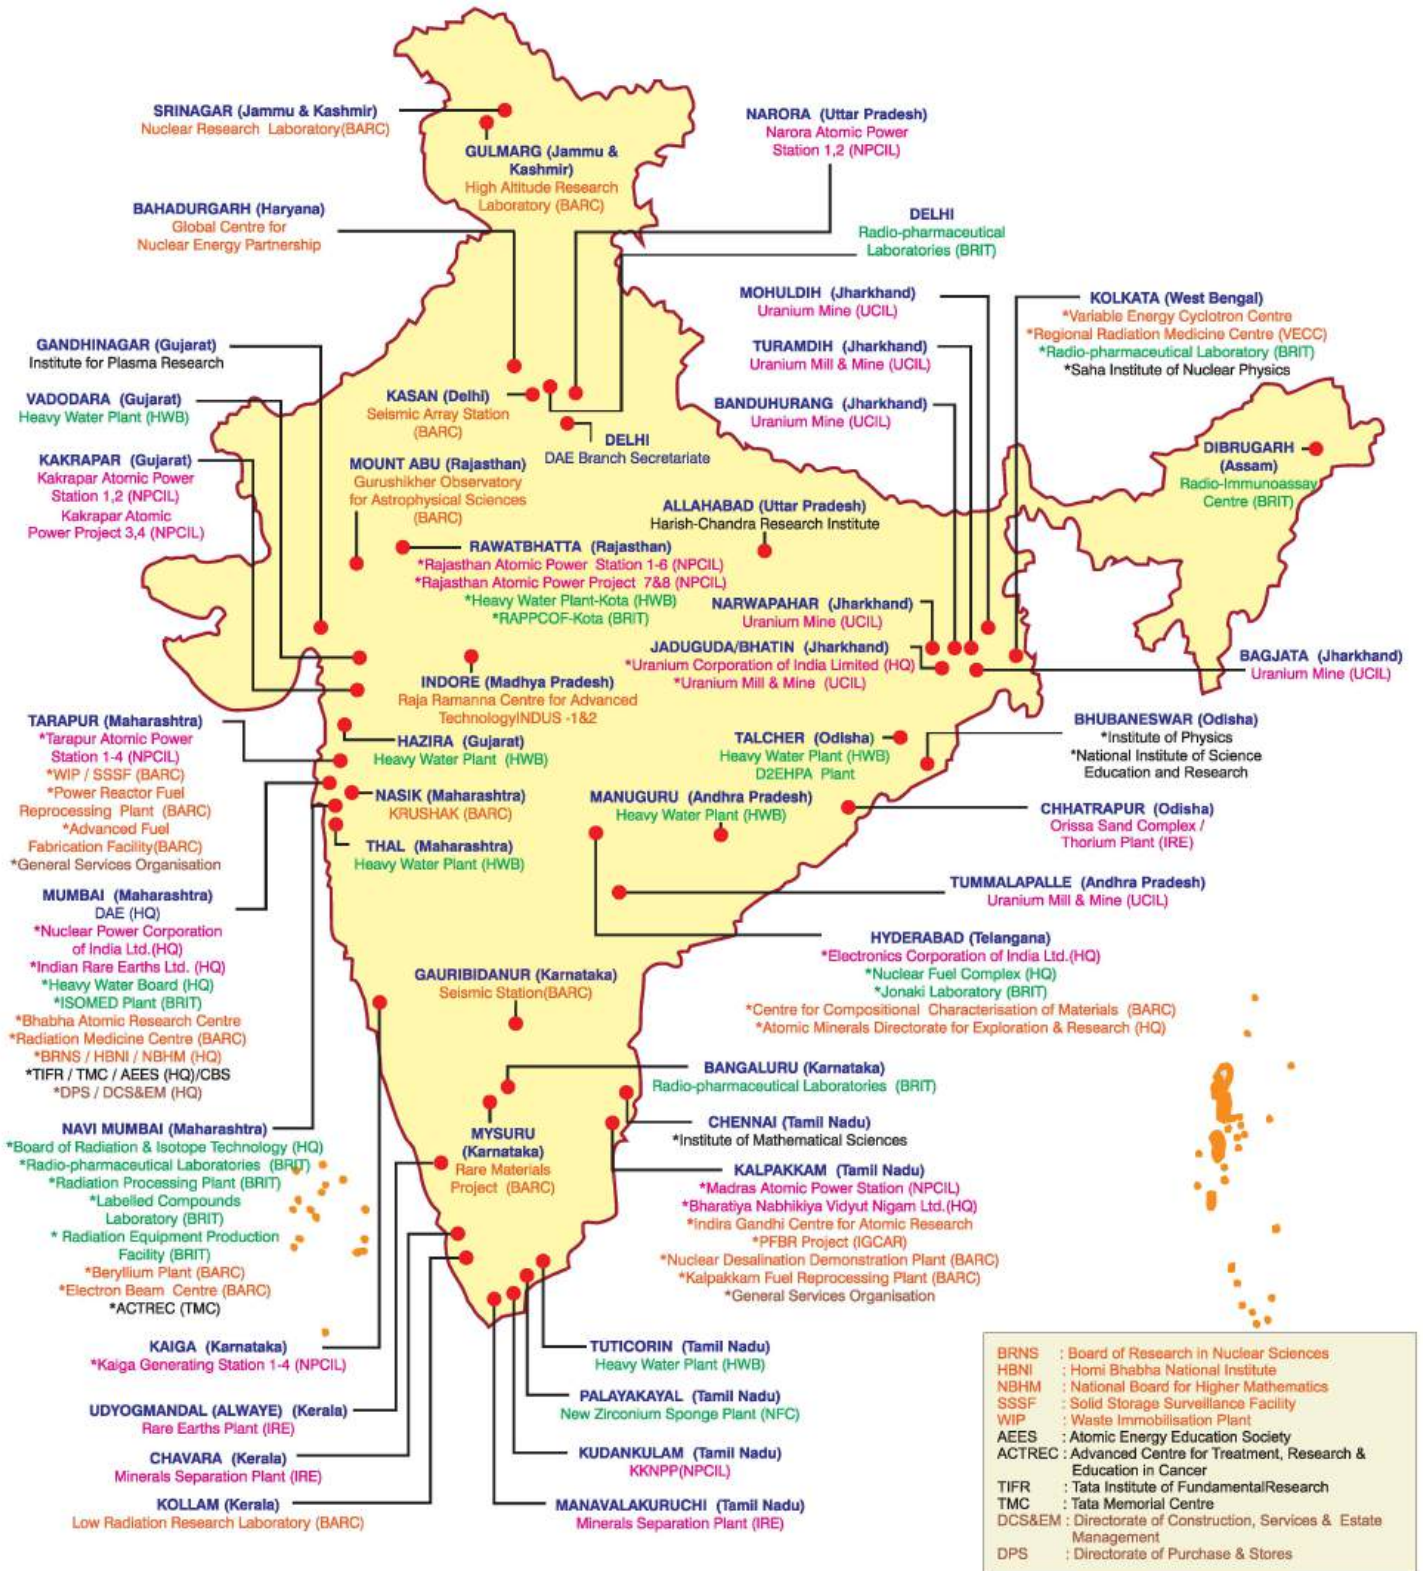 SRINAGAR (Jammu & Kashmir)
Nuclear Research Laboratory(BARC)
GULMARG (Jammu &
Kashmir)
High Altitude Research
Laboratory (BARC)
NARORA (Uttar Pradesh)
Narora Atomic Power
Station 1,2 (NPCIL)
BAHADURGARH (Haryana)
Global Centre for
Nuclear Energy Partnership
DELHI
Radio-pharmaceutical
Laboratories (BRIT)
MOHULDIH (Jharkhand)
Uranium Mine (UCIL)
KOLKATA (West Bengal)
*Variable Energy Cyclotron Centre
*Regional Radiation Medicine Centre (VECC)
*Radio-pharmaceutical Laboratory (BRIT)
*Saha Institute of Nuclear Physics
GANDHINAGAR (Gujarat)
Institute for Plasma Research
TURAMDIH (Jharkhand)
Uranium Mill & Mine (UCIL)
VADODARA (Gujarat)
Heavy Water Plant (HWB)
KASAN (Delhi)
Seismic Array Station
(BARC)
BANDUHURANG (Jharkhand)
Uranium Mine (UCIL)
DELHI
DAE Branch Secretariate
DIBRUGARH
(Assam)
Radio-Immunoassay
Centre (BRIT)
KAKRAPAR (Gujarat)
Kakrapar Atomic Power
Station 1,2 (NPCIL)
Kakrapar Atomic
Power Project 3,4 (NPCIL)
MOUNT ABU (Rajasthan)
Gurushikher Observatory
for Astrophysical Sciences
(BARC)
ALLAHABAD (Uttar Pradesh)
Harish-Chandra Research Institute
RAWATBHATTA (Rajasthan)
*Rajasthan Atomic Power Station 1-6 (NPCIL)
*Rajasthan Atomic Power Project 7&8 (NPCIL)
*Heavy Water Plant-Kota (HWB)
*RAPPCOF-Kota (BRIT)
NARWAPAHAR (Jharkhand)
Uranium Mine (UCIL)
JADUGUDA/BHATIN (Jharkhand)
*Uranium Corporation of India Limited (HQ)
*Uranium Mill & Mine (UCIL)
BAGJATA (Jharkhand)
Uranium Mine (UCIL)
INDORE (Madhya Pradesh)
Raja Ramanna Centre for Advanced
TechnologyINDUS -1&2
TARAPUR (Maharashtra)
*Tarapur Atomic Power
Station 1-4 (NPCIL)
*WIP / SSSF (BARC)
*Power Reactor Fuel
Reprocessing Plant (BARC)
*Advanced Fuel
Fabrication Facility(BARC)
*General Services Organisation
HAZIRA (Gujarat)
Heavy Water Plant (HWB)
TALCHER (Odisha)
Heavy Water Plant (HWB)
D2EHPA Plant
BHUBANESWAR (Odisha)
*Institute of Physics
*National Institute of Science
Education and Research
NASIK (Maharashtra)
KRUSHAK (BARC)
MANUGURU (Andhra Pradesh)
Heavy Water Plant (HWB)
CHHATRAPUR (Odisha)
Orissa Sand Complex /
Thorium Plant (IRE)
THAL (Maharashtra)
Heavy Water Plant (HWB)
TUMMALAPALLE (Andhra Pradesh)
Uranium Mill & Mine (UCIL)
MUMBAI (Maharashtra)
DAE (HQ)
*Nuclear Power Corporation
of India Ltd.(HQ)
*Indian Rare Earths Ltd. (HQ)
*Heavy Water Board (HQ)
*ISOMED Plant (BRIT)
*Bhabha Atomic Research Centre
*Radiation Medicine Centre (BARC)
*BRNS / HBNI / NBHM (HQ)
*TIFR / TMC / AEES (HQ)/CBS
*DPS / DCS&EM (HQ)
HYDERABAD (Telangana)
*Electronics Corporation of India Ltd.(HQ)
*Nuclear Fuel Complex (HQ)
*Jonaki Laboratory (BRIT)
*Centre for Compositional Characterisation of Materials (BARC)
*Atomic Minerals Directorate for Exploration & Research (HQ)
GAURIBIDANUR (Karnataka)
Seismic Station(BARC)
BANGALURU (Karnataka)
Radio-pharmaceutical Laboratories (BRIT)
CHENNAI (Tamil Nadu)
*Institute of Mathematical Sciences
NAVI MUMBAI (Maharashtra)
*Board of Radiation & Isotope Technology (HQ)
*Radio-pharmaceutical Laboratories (BRIT)
*Radiation Processing Plant (BRIT)
*Labelled Compounds
Laboratory (BRIT)
* Radiation Equipment Production
Facility (BRIT)
*Beryllium Plant (BARC)
*Electron Beam Centre (BARC)
*ACTREC (TMC)
MYSURU
(Karnataka)
Rare Materials
Project (BARC)
KALPAKKAM (Tamil Nadu)
*Madras Atomic Power Station (NPCIL)
*Bharatiya Nabhikiya Vidyut Nigam Ltd.(HQ)
*Indira Gandhi Centre for Atomic Research
*PFBR Project (IGCAR)
*Nuclear Desalination Demonstration Plant (BARC)
*Kalpakkam Fuel Reprocessing Plant (BARC)
*General Services Organisation
KAIGA (Karnataka)
*Kaiga Generating Station 1-4 (NPCIL)
TUTICORIN (Tamil Nadu)
Heavy Water Plant (HWB)
UDYOGMANDAL (ALWAYE) (Kerala)
Rare Earths Plant (IRE)
PALAYAKAYAL (Tamil Nadu)
New Zirconium Sponge Plant (NFC)
CHAVARA (Kerala)
Minerals Separation Plant (IRE)
KUDANKULAM (Tamil Nadu)
KKNPP(NPCIL)
KOLLAM (Kerala)
Low Radiation Research Laboratory (BARC)
MANAVALAKURUCHI (Tamil Nadu)
Minerals Separation Plant (IRE)
BRNS : Board of Research in Nuclear Sciences
HBNI : Homi Bhabha National Institute
NBHM : National Board for Higher Mathematics
SSSF : Solid Storage Surveillance Facility
WIP : Waste Immobilisation Plant
AEES : Atomic Energy Education Society
ACTREC : Advanced Centre for Treatment, Research &
Education in Cancer
TIFR : Tata Institute of FundamentalResearch
TMC : Tata Memorial Centre
DCS&EM : Directorate of Construction, Services & Estate
Management
DPS : Directorate of Purchase & Stores